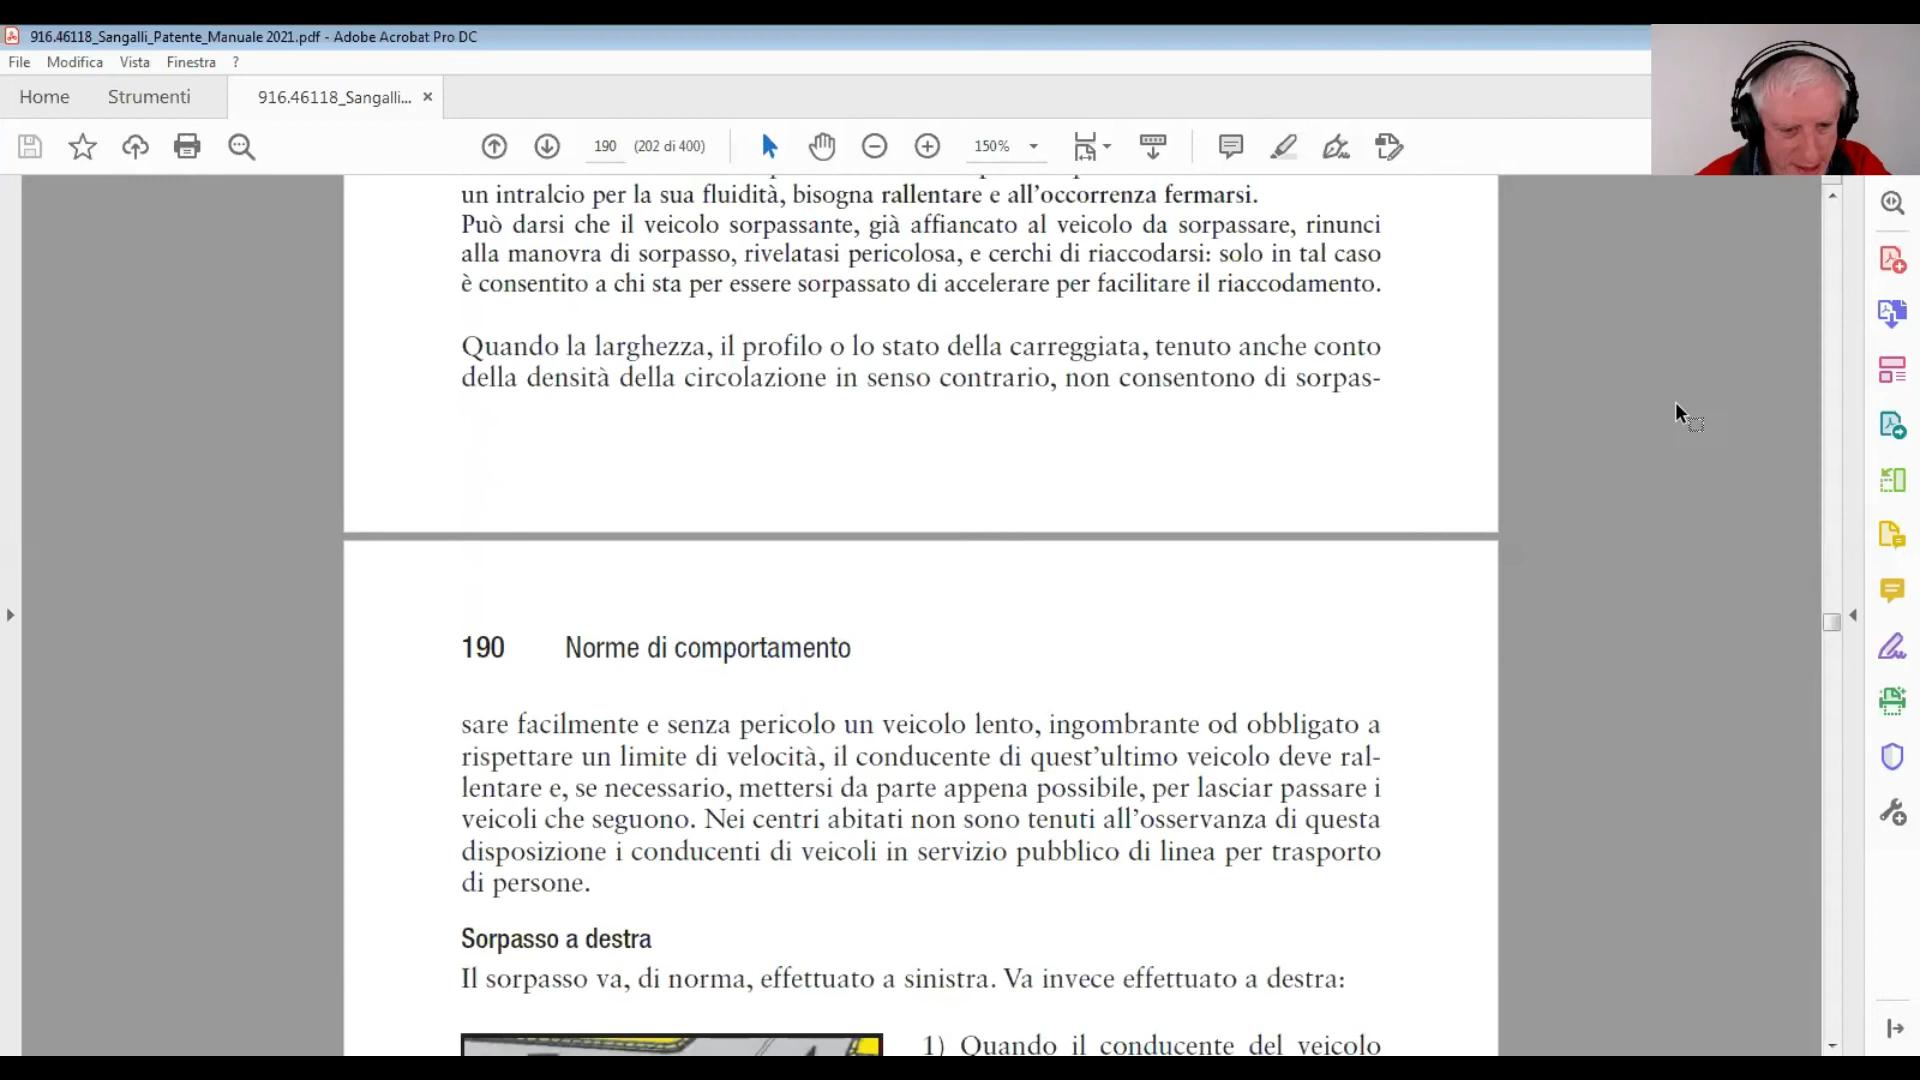 916.46118_Sangalli_Patente_Manuale 2021.pdf - Adobe Acrobat Pro DC
File Modifica Vista Finestra ?
Home Strumenti 916.46118_Sangalli... ×
190 (202 di 400) 150%
un intralcio per la sua fluidità, bisogna rallentare e all'occorrenza fermarsi.
Può darsi che il veicolo sorpassante, già affiancato al veicolo da sorpassare, rinunci
alla manovra di sorpasso, rivelatasi pericolosa, e cerchi di riaccodarsi: solo in tal caso
è consentito a chi sta per essere sorpassato di accelerare per facilitare il riaccodamento.
Quando la larghezza, il profilo o lo stato della carreggiata, tenuto anche conto
della densità della circolazione in senso contrario, non consentono di sorpas-
190 Norme di comportamento
sare facilmente e senza pericolo un veicolo lento, ingombrante od obbligato a
rispettare un limite di velocità, il conducente di quest'ultimo veicolo deve ral-
lentare e, se necessario, mettersi da parte appena possibile, per lasciar passare i
veicoli che seguono. Nei centri abitati non sono tenuti all'osservanza di questa
disposizione i conducenti di veicoli in servizio pubblico di linea per trasporto
di persone.
Sorpasso a destra
Il sorpasso va, di norma, effettuato a sinistra. Va invece effettuato a destra:
1) Quando il conducente del veicolo